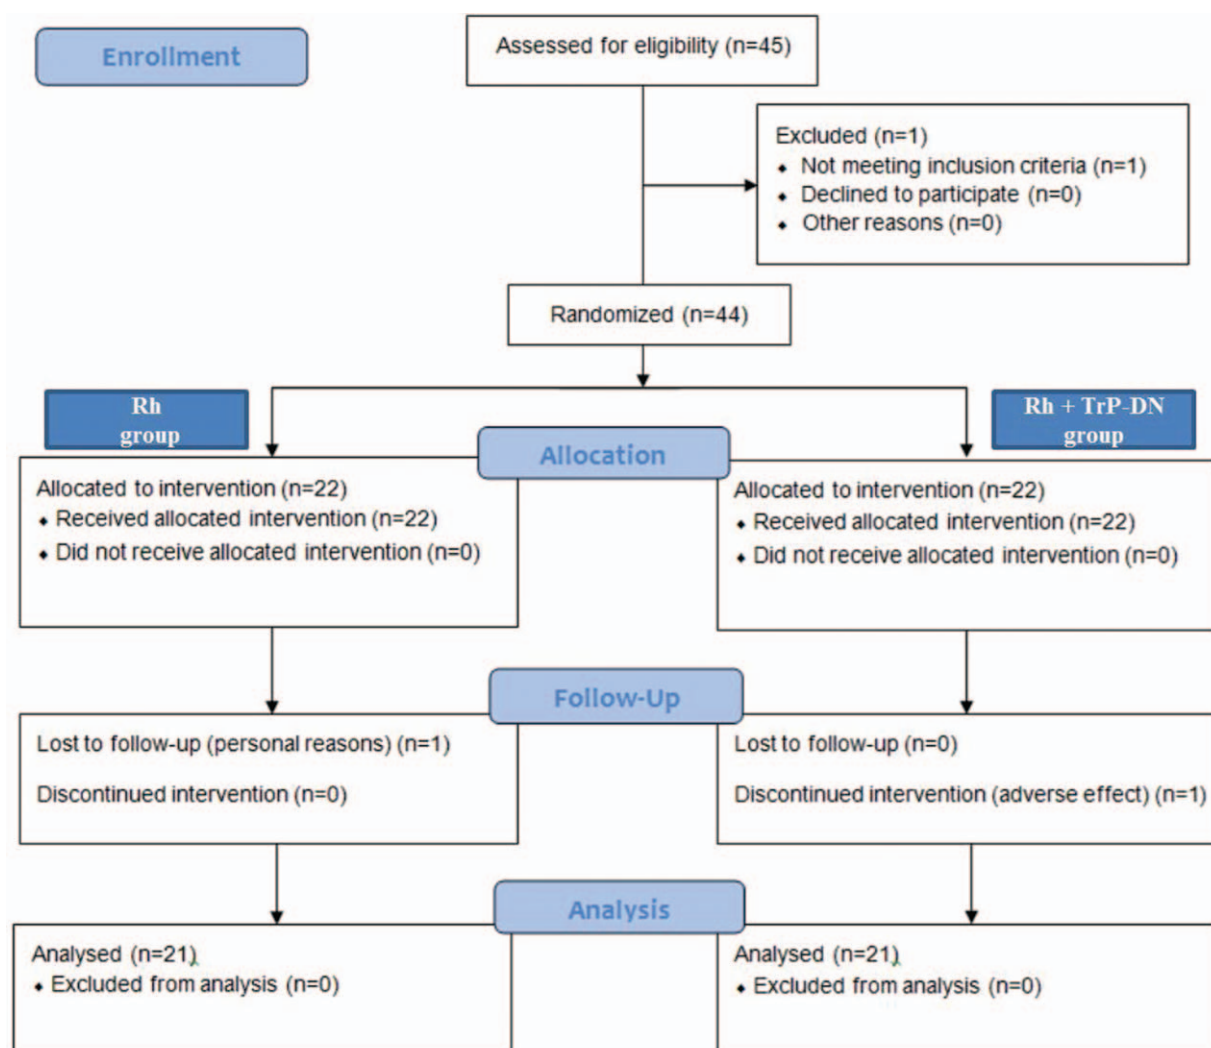 Enrollment
Assessed for eligibility (n=45)
Excluded (n=1)
⬥ Not meeting inclusion criteria (n=1)
⬥ Declined to participate (n=0)
⬥ Other reasons (n=0)
Randomized (n=44)
Rh
group
Rh + TrP-DN
group
Allocation
Allocated to intervention (n=22)
⬥ Received allocated intervention (n=22)
⬥ Did not receive allocated intervention (n=0)
Allocated to intervention (n=22)
⬥ Received allocated intervention (n=22)
⬥ Did not receive allocated intervention (n=0)
Follow-Up
Lost to follow-up (personal reasons) (n=1)
Discontinued intervention (n=0)
Lost to follow-up (n=0)
Discontinued intervention (adverse effect) (n=1)
Analysis
Analysed (n=21)
⬥ Excluded from analysis (n=0)
Analysed (n=21)
⬥ Excluded from analysis (n=0)